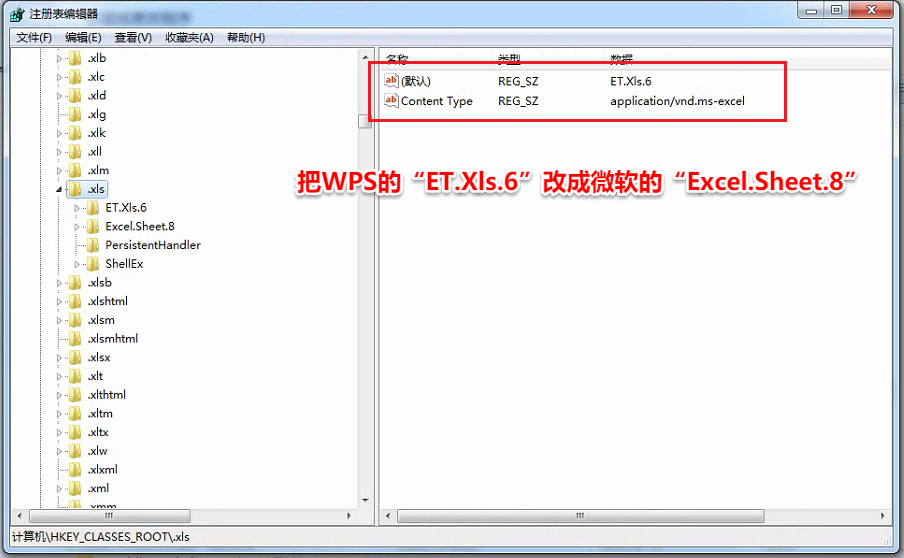 注册表编辑器
文件(F) 编辑(E) 查看(V) 收藏夹(A) 帮助(H)
.xlb
.xlc
.xld
.xlg
.xlk
.xll
.xlm
.xls
ET.Xls.6
Excel.Sheet.8
PersistentHandler
ShellEx
.xlsb
.xlshtml
.xlsm
.xlsmhtml
.xlsx
.xlt
.xlthtml
.xltm
.xltx
.xlw
.xlxml
.xml
.xmm
名称 类型 数据
(默认) REG_SZ ET.Xls.6
Content Type REG_SZ application/vnd.ms-excel
把WPS的“ET.Xls.6”改成微软的“Excel.Sheet.8”
计算机\HKEY_CLASSES_ROOT\.xls